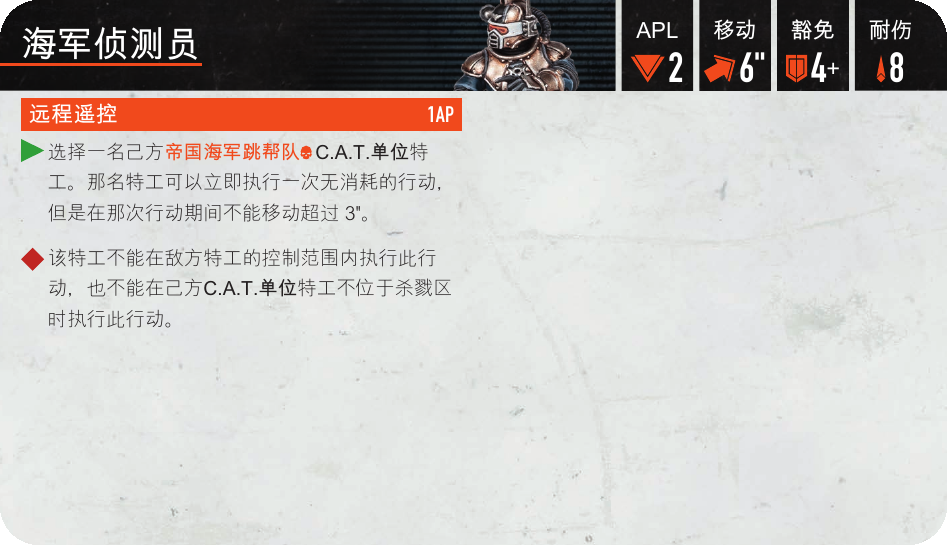 海军侦测员
APL
2
移动
6"
豁免
4+
耐伤
8
远程遥控 1AP
选择一名己方帝国海军跳帮队C.A.T.单位特
工。那名特工可以立即执行一次无消耗的行动，
但是在那次行动期间不能移动超过 3"。
该特工不能在敌方特工的控制范围内执行此行
动，也不能在己方C.A.T.单位特工不位于杀戮区
时执行此行动。